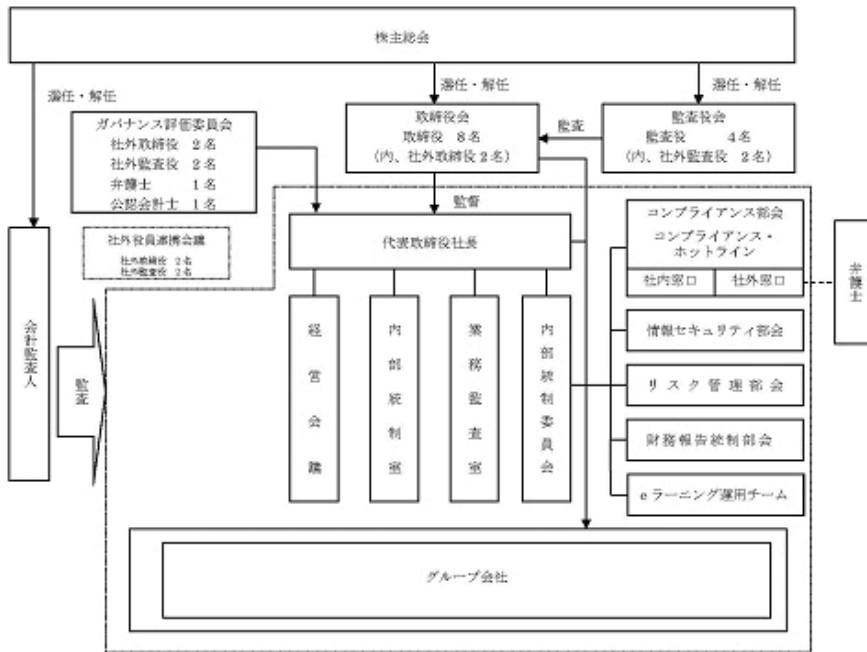 株主総会
選任・解任
選任・解任
選任・解任
ガバナンス評価委員会
社外取締役 2名
社外監査役 2名
弁護士 1名
公認会計士 1名
取締役会
取締役 8名
(内、社外取締役2名)
監査
監査役会
監査役 4名
(内、社外監査役 2名)
監督
社外役員連携会議
社外取締役 2名
社外監査役 2名
代表取締役社長
コンプライアンス部会
コンプライアンス・
ホットライン
社内窓口
社外窓口
弁護士
会計監査人
監査
経営会議
内部統制室
業務監査室
内部統制委員会
情報セキュリティ部会
リスク管理部会
財務報告統制部会
eラーニング運用チーム
グループ会社